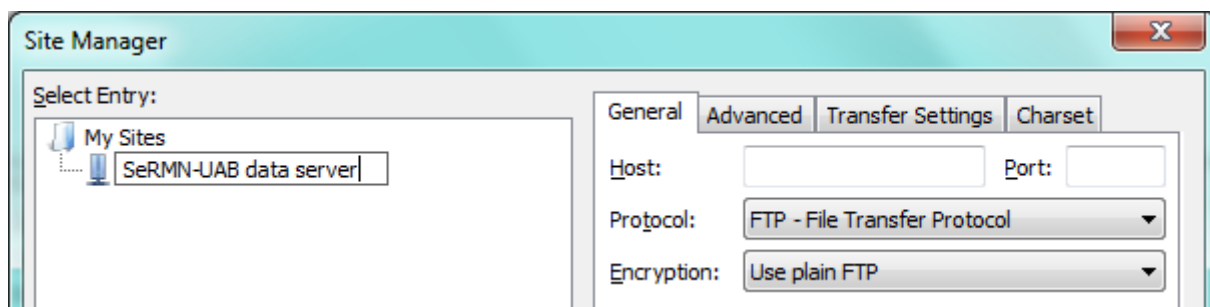 Site Manager
Select Entry:
My Sites
SeRMN-UAB data server
General Advanced Transfer Settings Charset
Host: Port:
Protocol: FTP - File Transfer Protocol
Encryption: Use plain FTP